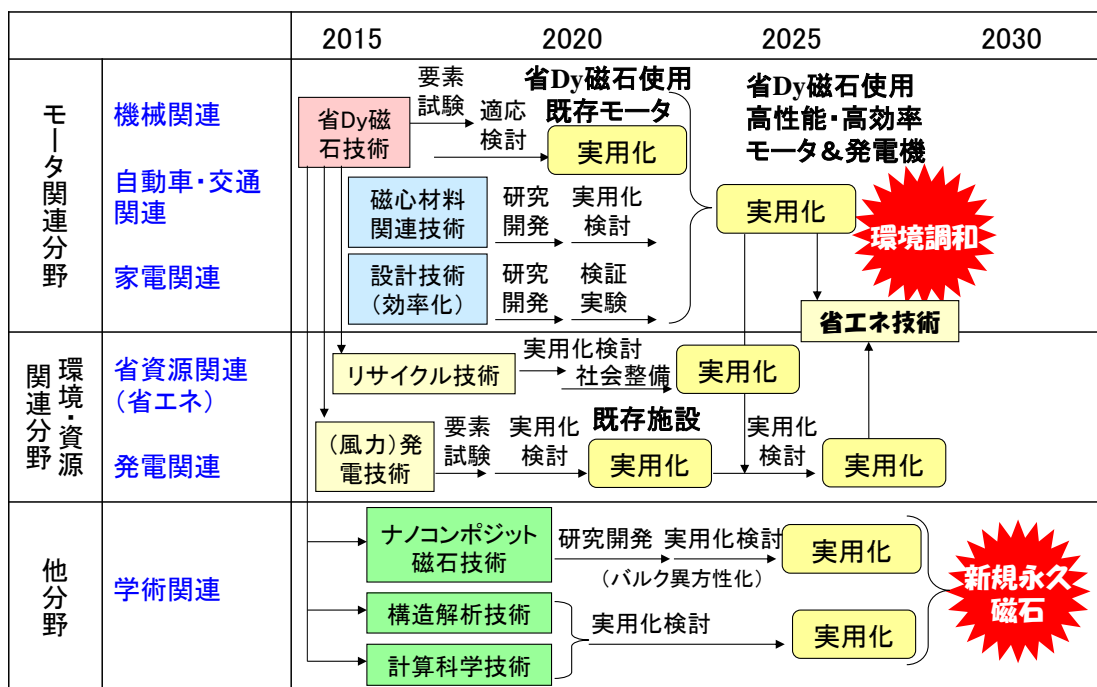 2015 2020 2025 2030
モータ関連分野
機械関連
自動車・交通
関連
家電関連
省Dy磁
石技術
要素
試験
適応
検討
省Dy磁石使用
既存モータ
実用化
磁心材料
関連技術
研究
開発
実用化
検討
設計技術
（効率化）
研究
開発
検証
実験
省Dy磁石使用
高性能・高効率
モータ＆発電機
実用化
環境調和
省エネ技術
環境・資源
関連分野
省資源関連
（省エネ）
発電関連
リサイクル技術
実用化検討
社会整備
実用化
（風力）発
電技術
要素
試験
実用化
検討
既存施設
実用化
実用化
検討
実用化
他分野
学術関連
ナノコンポジット
磁石技術
研究開発
実用化検討
（バルク異方性化）
実用化
構造解析技術
計算科学技術
実用化検討
実用化
新規永久
磁石